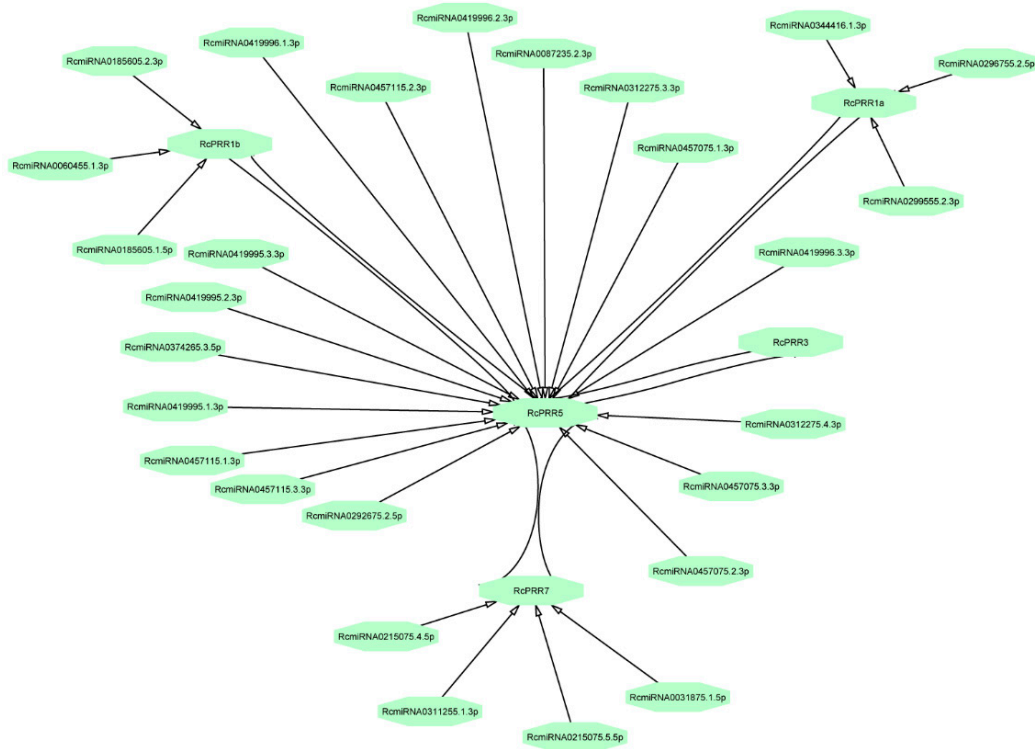 RcmiRNA0419996.2.3p
RcmiRNA0344416.1.3p
RcmiRNA0419996.1.3p
RcmiRNA0087235.2.3p
RcmiRNA0185605.2.3p
RcmiRNA0296755.2.5p
RcmiRNA0457115.2.3p
RcmiRNA0312275.3.3p
RcPRR1a
RcPRR1b
RcmiRNA0457075.1.3p
RcmiRNA0060455.1.3p
RcmiRNA0299555.2.3p
RcmiRNA0185605.1.5p
RcmiRNA0419995.3.3p
RcmiRNA0419996.3.3p
RcmiRNA0419995.2.3p
RcPRR3
RcmiRNA0374265.3.5p
RcmiRNA0419995.1.3p
RcPRR5
RcmiRNA0312275.4.3p
RcmiRNA0457115.1.3p
RcmiRNA0457075.3.3p
RcmiRNA0457115.3.3p
RcmiRNA0292675.2.5p
RcmiRNA0457075.2.3p
RcPRR7
RcmiRNA0215075.4.5p
RcmiRNA0031875.1.5p
RcmiRNA0311255.1.3p
RcmiRNA0215075.5.5p